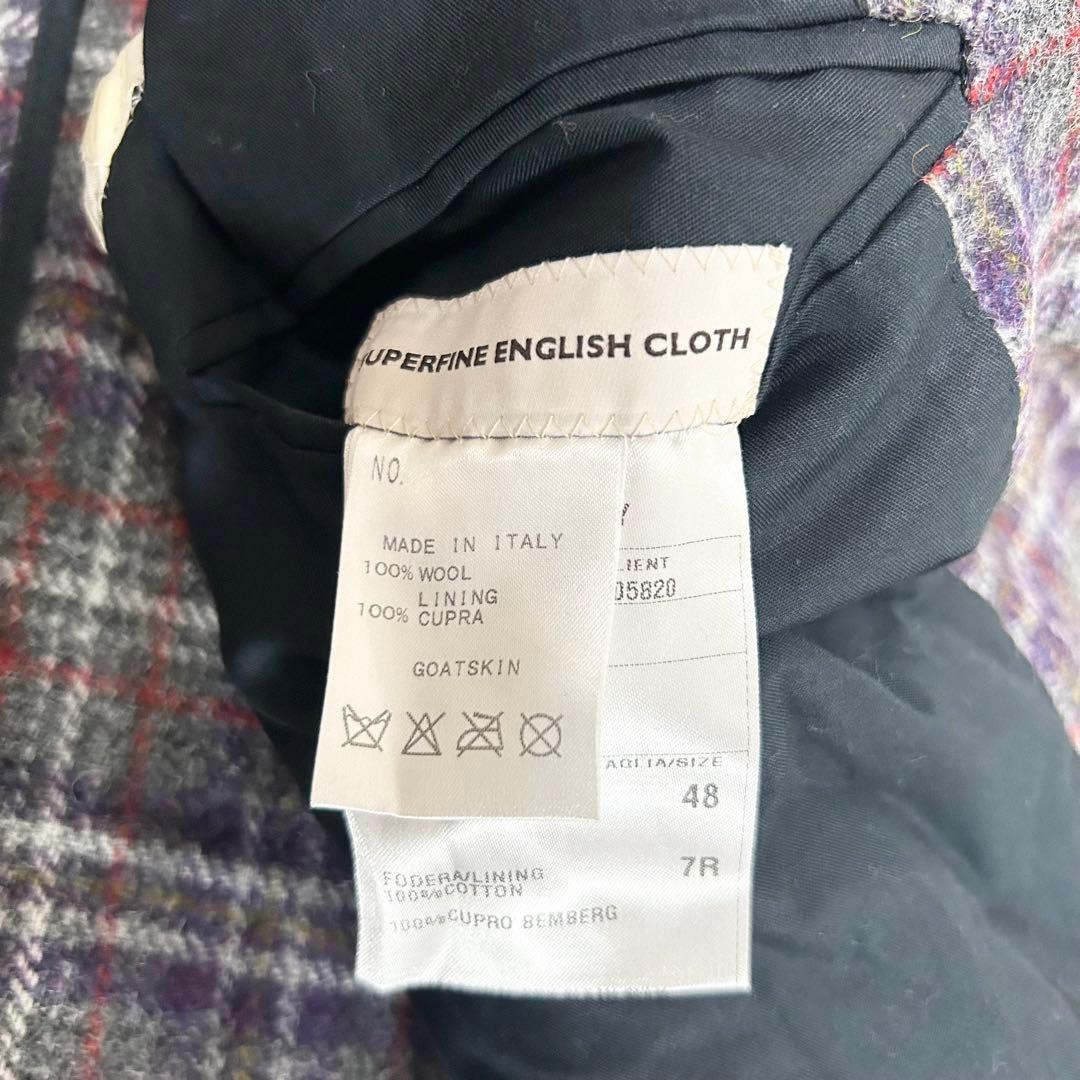 UPERFINE ENGLISH CLOTH
NO.
MADE IN ITALY
100% WOOL
LINING
100% CUPRA
GOATSKIN
LIENT
05820
AGLIA/SIZE
48
7R
FODERA/LINING
100% COTTON
100% CUPRO BEMBERG